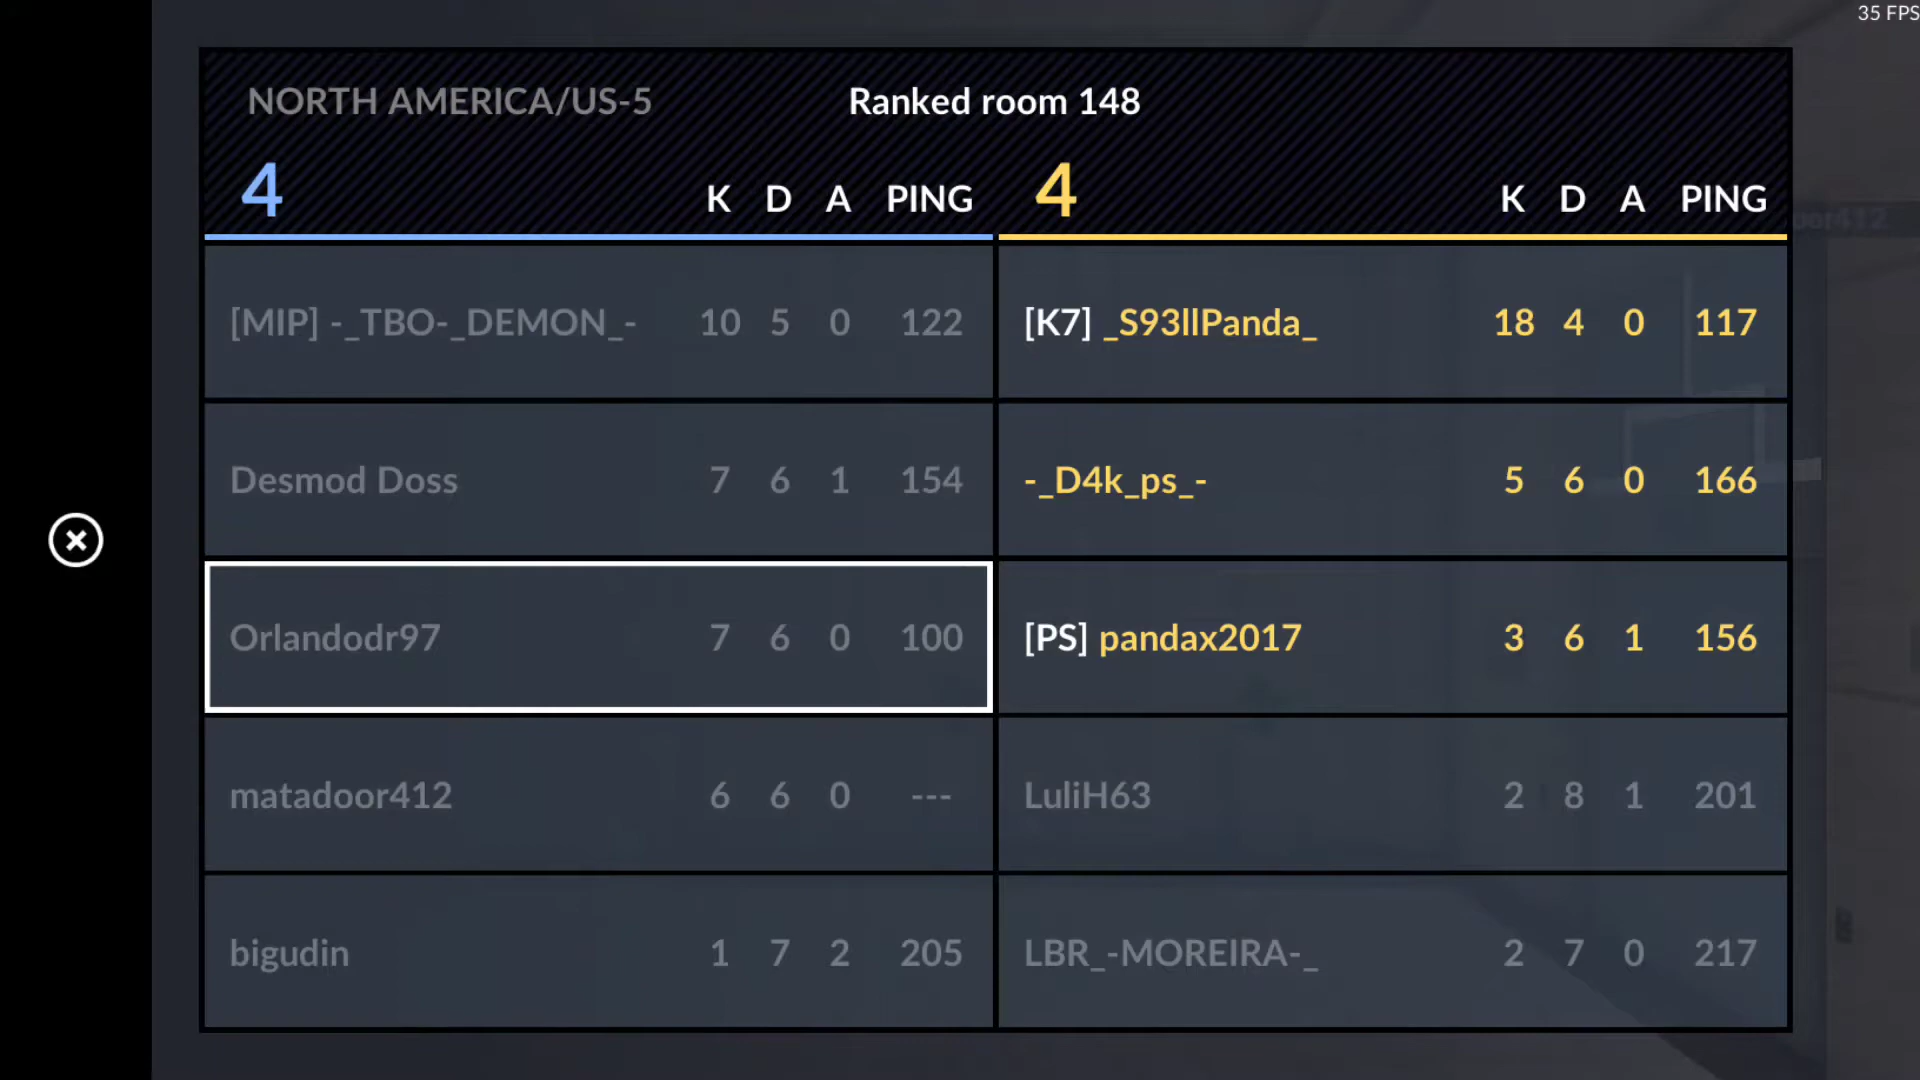 35 FPS
NORTH AMERICA/US-5 Ranked room 148
4 K D A PING 4 K D A PING
[MIP] -_TBO-_DEMON_- 10 5 0 122 [K7] _S93llPanda_ 18 4 0 117
Desmod Doss 7 6 1 154 -_D4k_ps_- 5 6 0 166
Orlandodr97 7 6 0 100 [PS] pandax2017 3 6 1 156
matadoor412 6 6 0 --- LuliH63 2 8 1 201
bigudin 1 7 2 205 LBR_-MOREIRA-_ 2 7 0 217